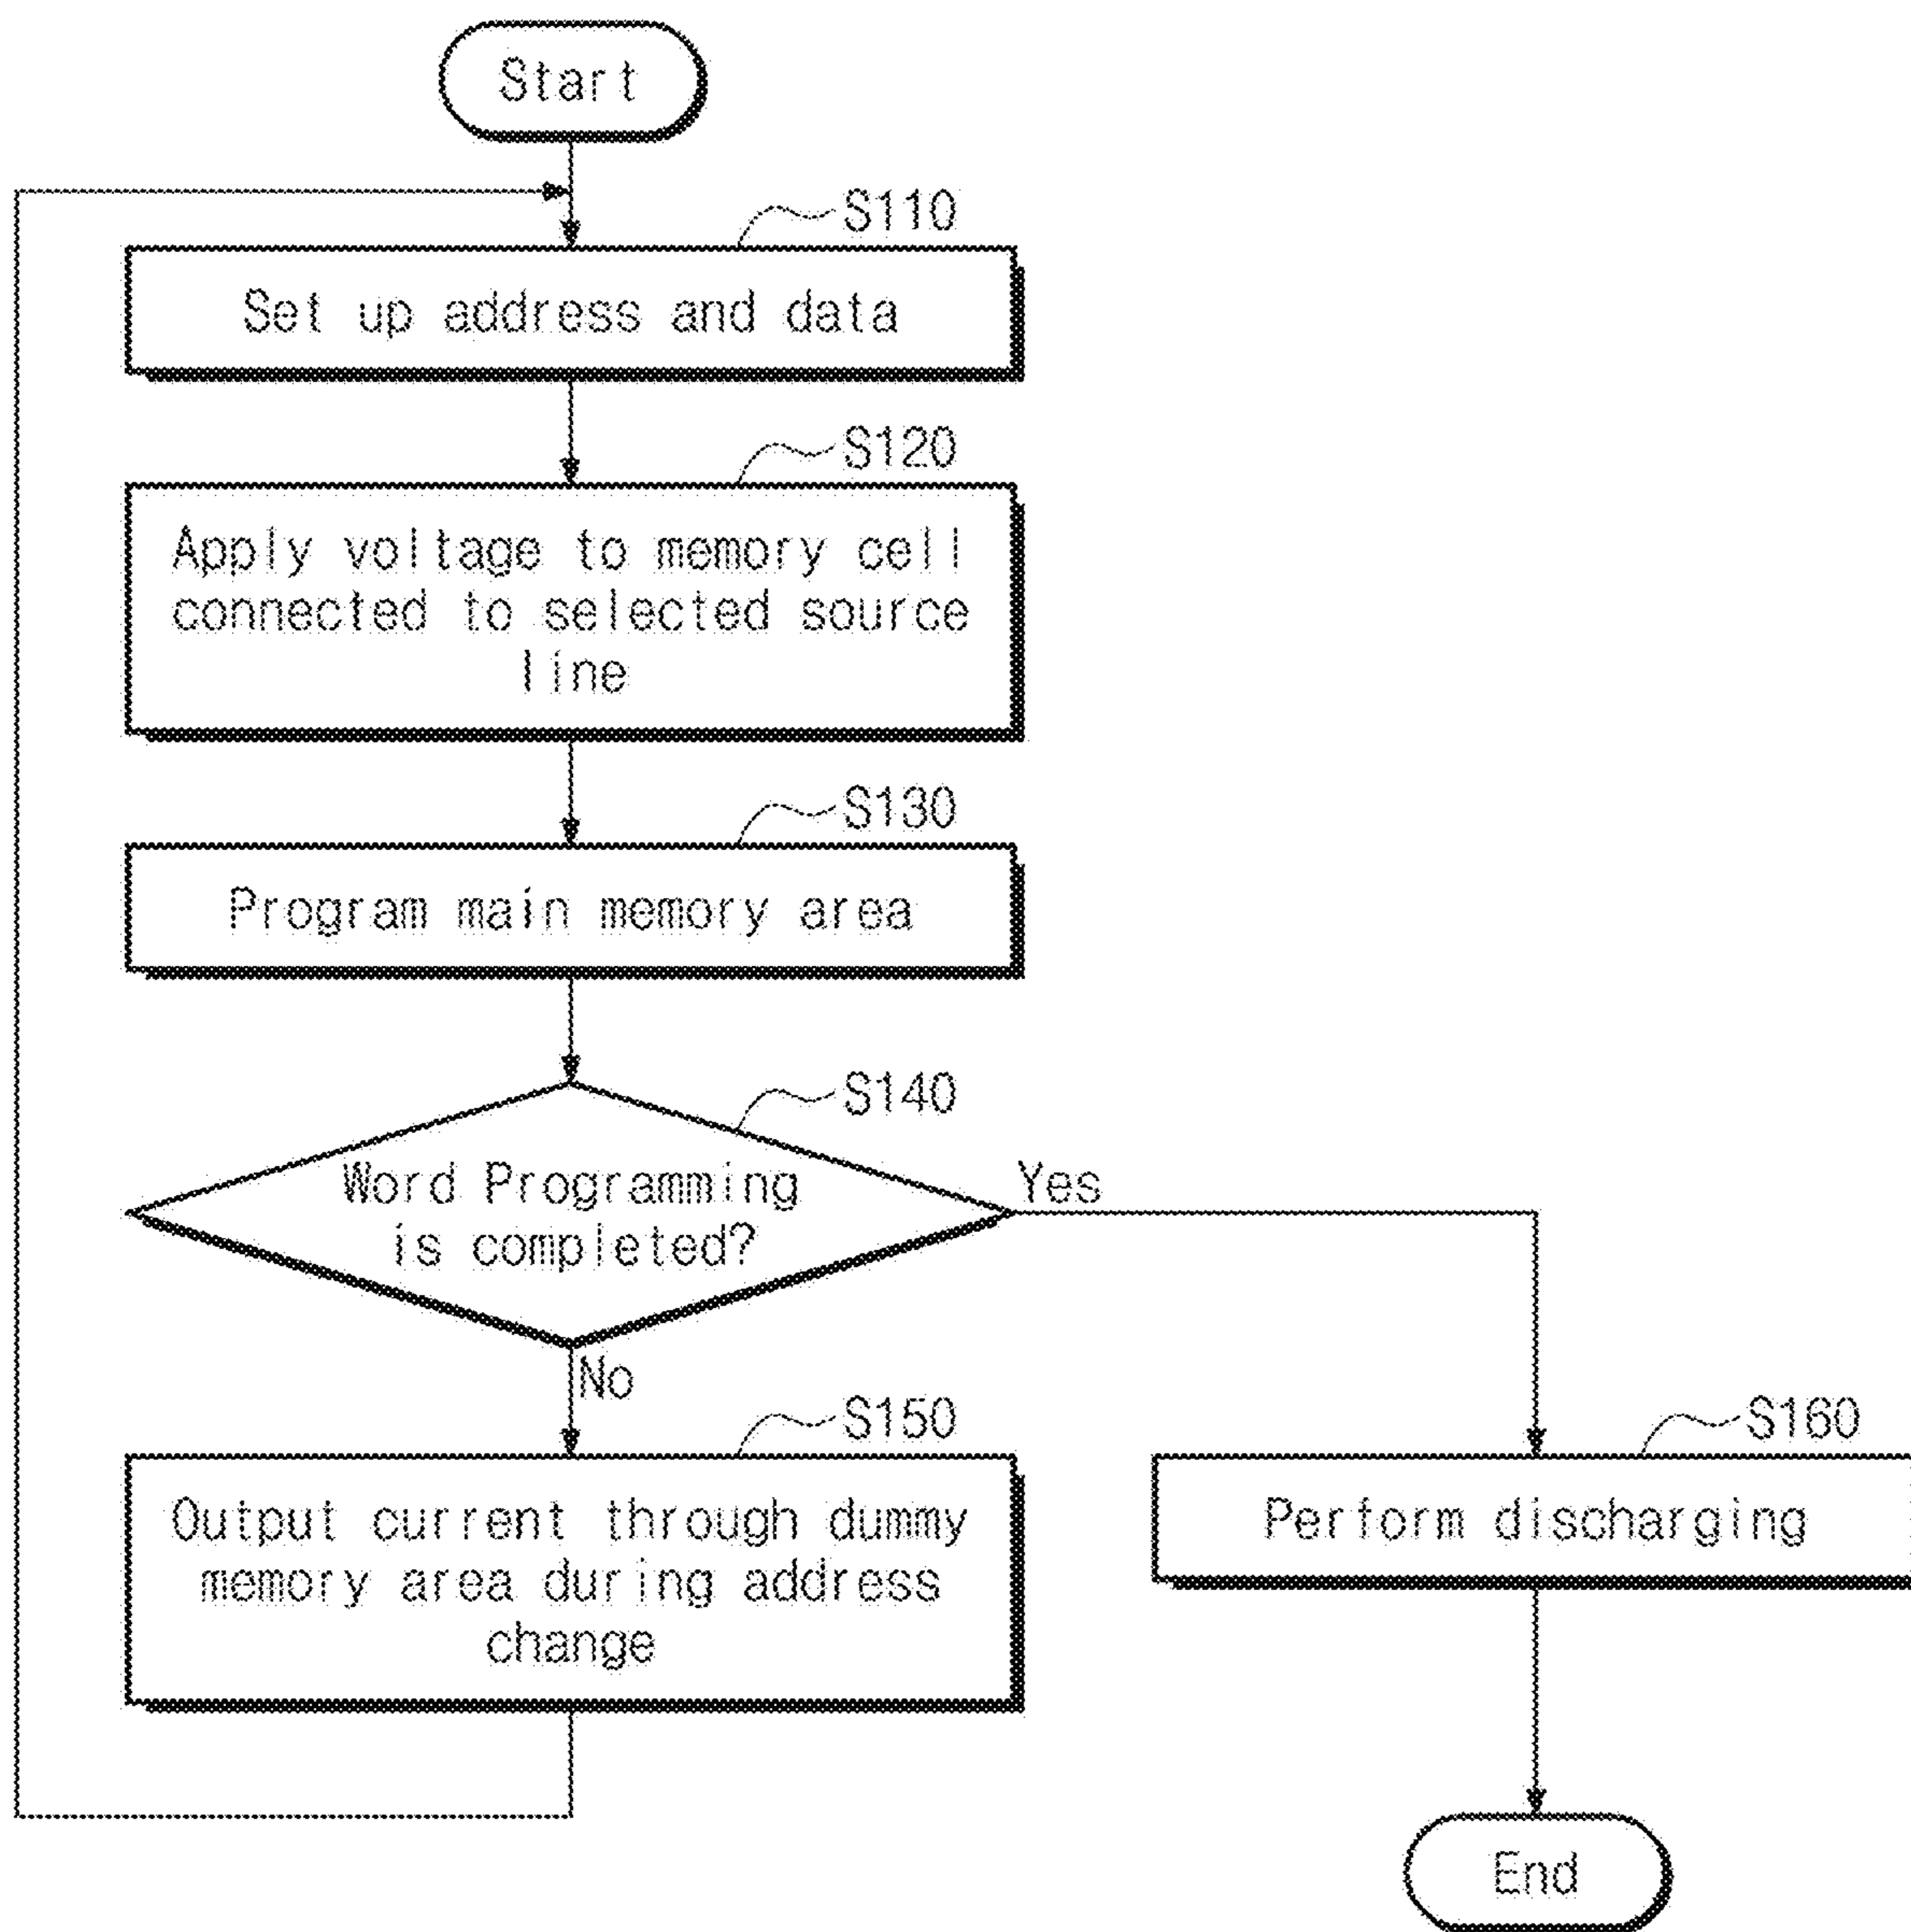 Start
S110
Set up address and data
S120
Apply voltage to memory cell
connected to selected source
line
S130
Program main memory area
S140
Word Programming
is completed?
Yes
No
S150
Output current through dummy
memory area during address
change
S160
Perform discharging
End